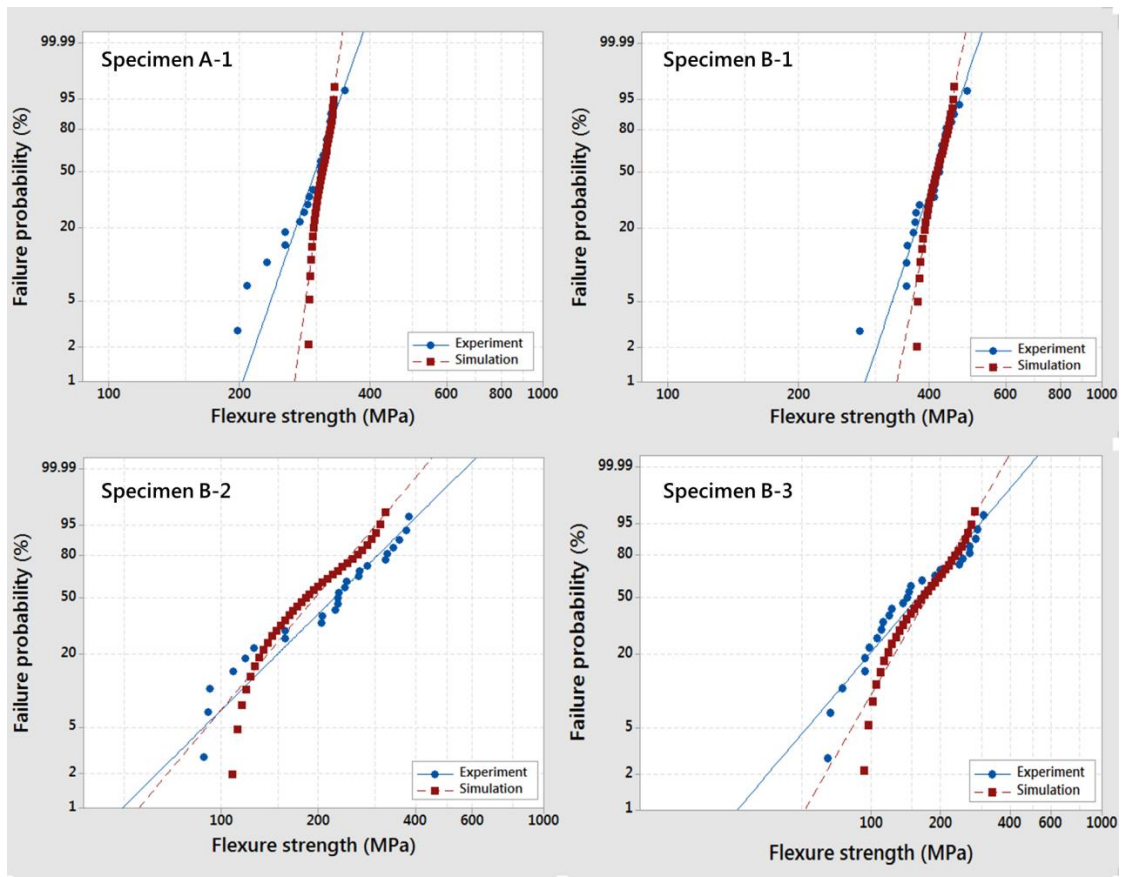 Specimen A-1
Failure probability (%)
99.99
95
80
50
20
5
2
1
Experiment
Simulation
100 200 300 400 600 800 1000
Flexure strength (MPa)
Specimen B-1
Failure probability (%)
99.99
95
80
50
20
5
2
1
Experiment
Simulation
200 400 600 800 1000
Flexure strength (MPa)
Specimen B-2
Failure probability (%)
99.99
95
80
50
20
5
2
1
Experiment
Simulation
100 200 400 600 1000
Flexure strength (MPa)
Specimen B-3
Failure probability (%)
99.99
95
80
50
20
5
2
1
Experiment
Simulation
100 200 400 600 1000
Flexure strength (MPa)